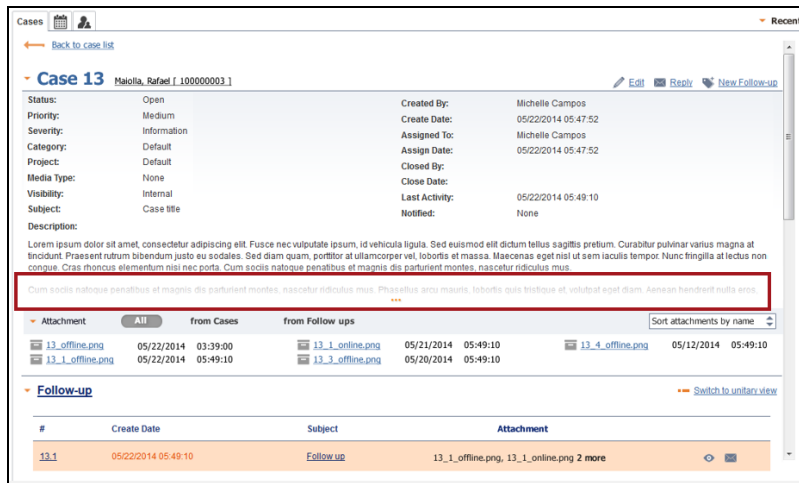 Cases
Recent
Back to case list
Case 13 Maiolla, Rafael [ 100000003 ]
Edit Reply New Follow-up
Status: Open
Priority: Medium
Severity: Information
Category: Default
Project: Default
Media Type: None
Visibility: Internal
Subject: Case title
Created By: Michelle Campos
Create Date: 05/22/2014 05:47:52
Assigned To: Michelle Campos
Assign Date: 05/22/2014 05:47:52
Closed By:
Close Date:
Last Activity: 05/22/2014 05:49:10
Notified: None
Description:
Lorem ipsum dolor sit amet, consectetur adipiscing elit. Fusce nec vulputate ipsum, id vehicula ligula. Sed euismod elit dictum tellus sagittis pretium. Curabitur pulvinar varius magna at
tincidunt. Praesent rutrum bibendum justo eu sodales. Sed diam quam, porttitor at ullamcorper vel, lobortis et massa. Maecenas eget nisl ut sem iaculis tempor. Nunc fringilla at lectus non
congue. Cras rhoncus elementum nisi nec porta. Cum sociis natoque penatibus et magnis dis parturient montes, nascetur ridiculus mus.
Cum sociis natoque penatibus et magnis dis parturient montes, nascetur ridiculus mus. Phasellus arcu mauris, lobortis quis tristique et, volutpat eget diam. Aenean hendrerit nulla eros,
...
Attachment All from Cases from Follow ups Sort attachments by name
13_offline.png 05/22/2014 03:39:00 13_1_online.png 05/21/2014 05:49:10 13_4_offline.png 05/12/2014 05:49:10
13_1_offline.png 05/22/2014 05:49:10 13_3_offline.png 05/20/2014 05:49:10
Follow-up Switch to unitary view
# Create Date Subject Attachment
13.1 05/22/2014 05:49:10 Follow up 13_1_offline.png, 13_1_online.png 2 more